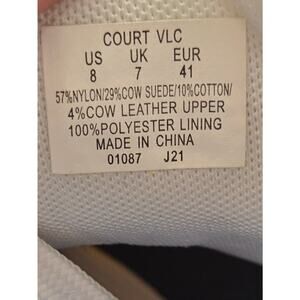 COURT VLC
US UK EUR
8 7 41
57%NYLON/29%COW SUEDE/10%COTTON/
4%COW LEATHER UPPER
100%POLYESTER LINING
MADE IN CHINA
01087 J21